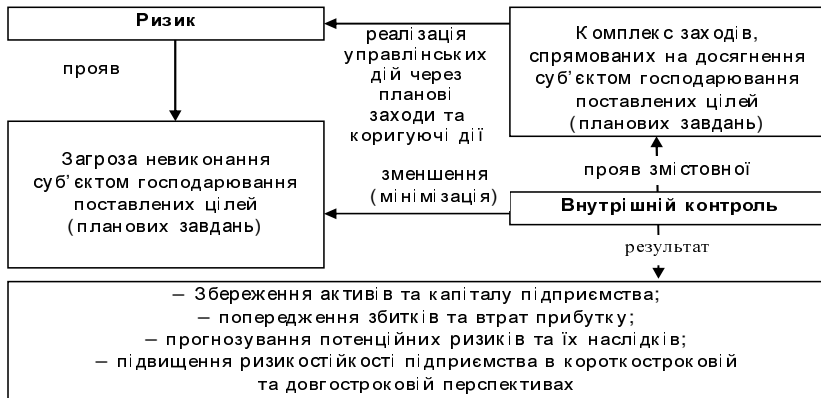 Ризик
прояв
Загроза невиконання
суб’єктом господарювання
поставлених цілей
(планових завдань)
реалізація
управлінських
дій через
планові
заходи та
коригуючі дії
зменшення
(мінімізація)
Комплекс заходів,
спрямованих на досягнення
суб’єктом господарювання
поставлених цілей
(планових завдань)
прояв змістовної
Внутрішній контроль
результат
– Збереження активів та капіталу підприємства;
– попередження збитків та втрат прибутку;
– прогнозування потенційних ризиків та їх наслідків;
– підвищення ризикостійкості підприємства в короткостроковій
та довгостроковій перспективах